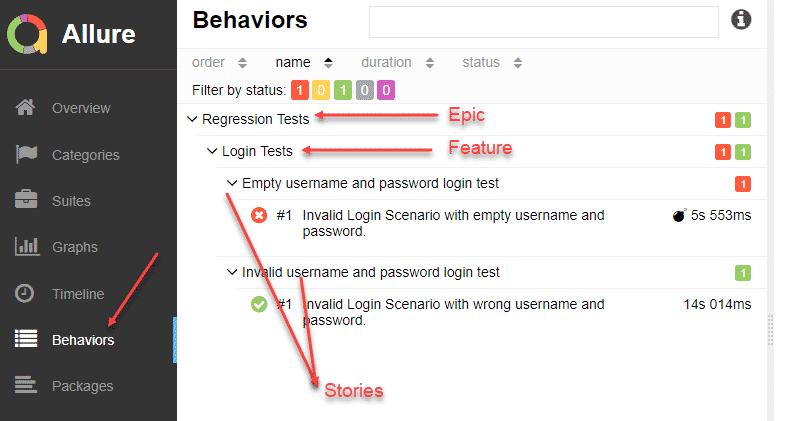 Allure
Overview
Categories
Suites
Graphs
Timeline
Behaviors
Packages
Behaviors
order name duration status
Filter by status: 1 0 1 0 0
Regression Tests Epic 1 1
Login Tests Feature 1 1
Empty username and password login test 1
#1 Invalid Login Scenario with empty username and 5s 553ms
password.
Invalid username and password login test 1
#1 Invalid Login Scenario with wrong username and 14s 014ms
password.
Stories